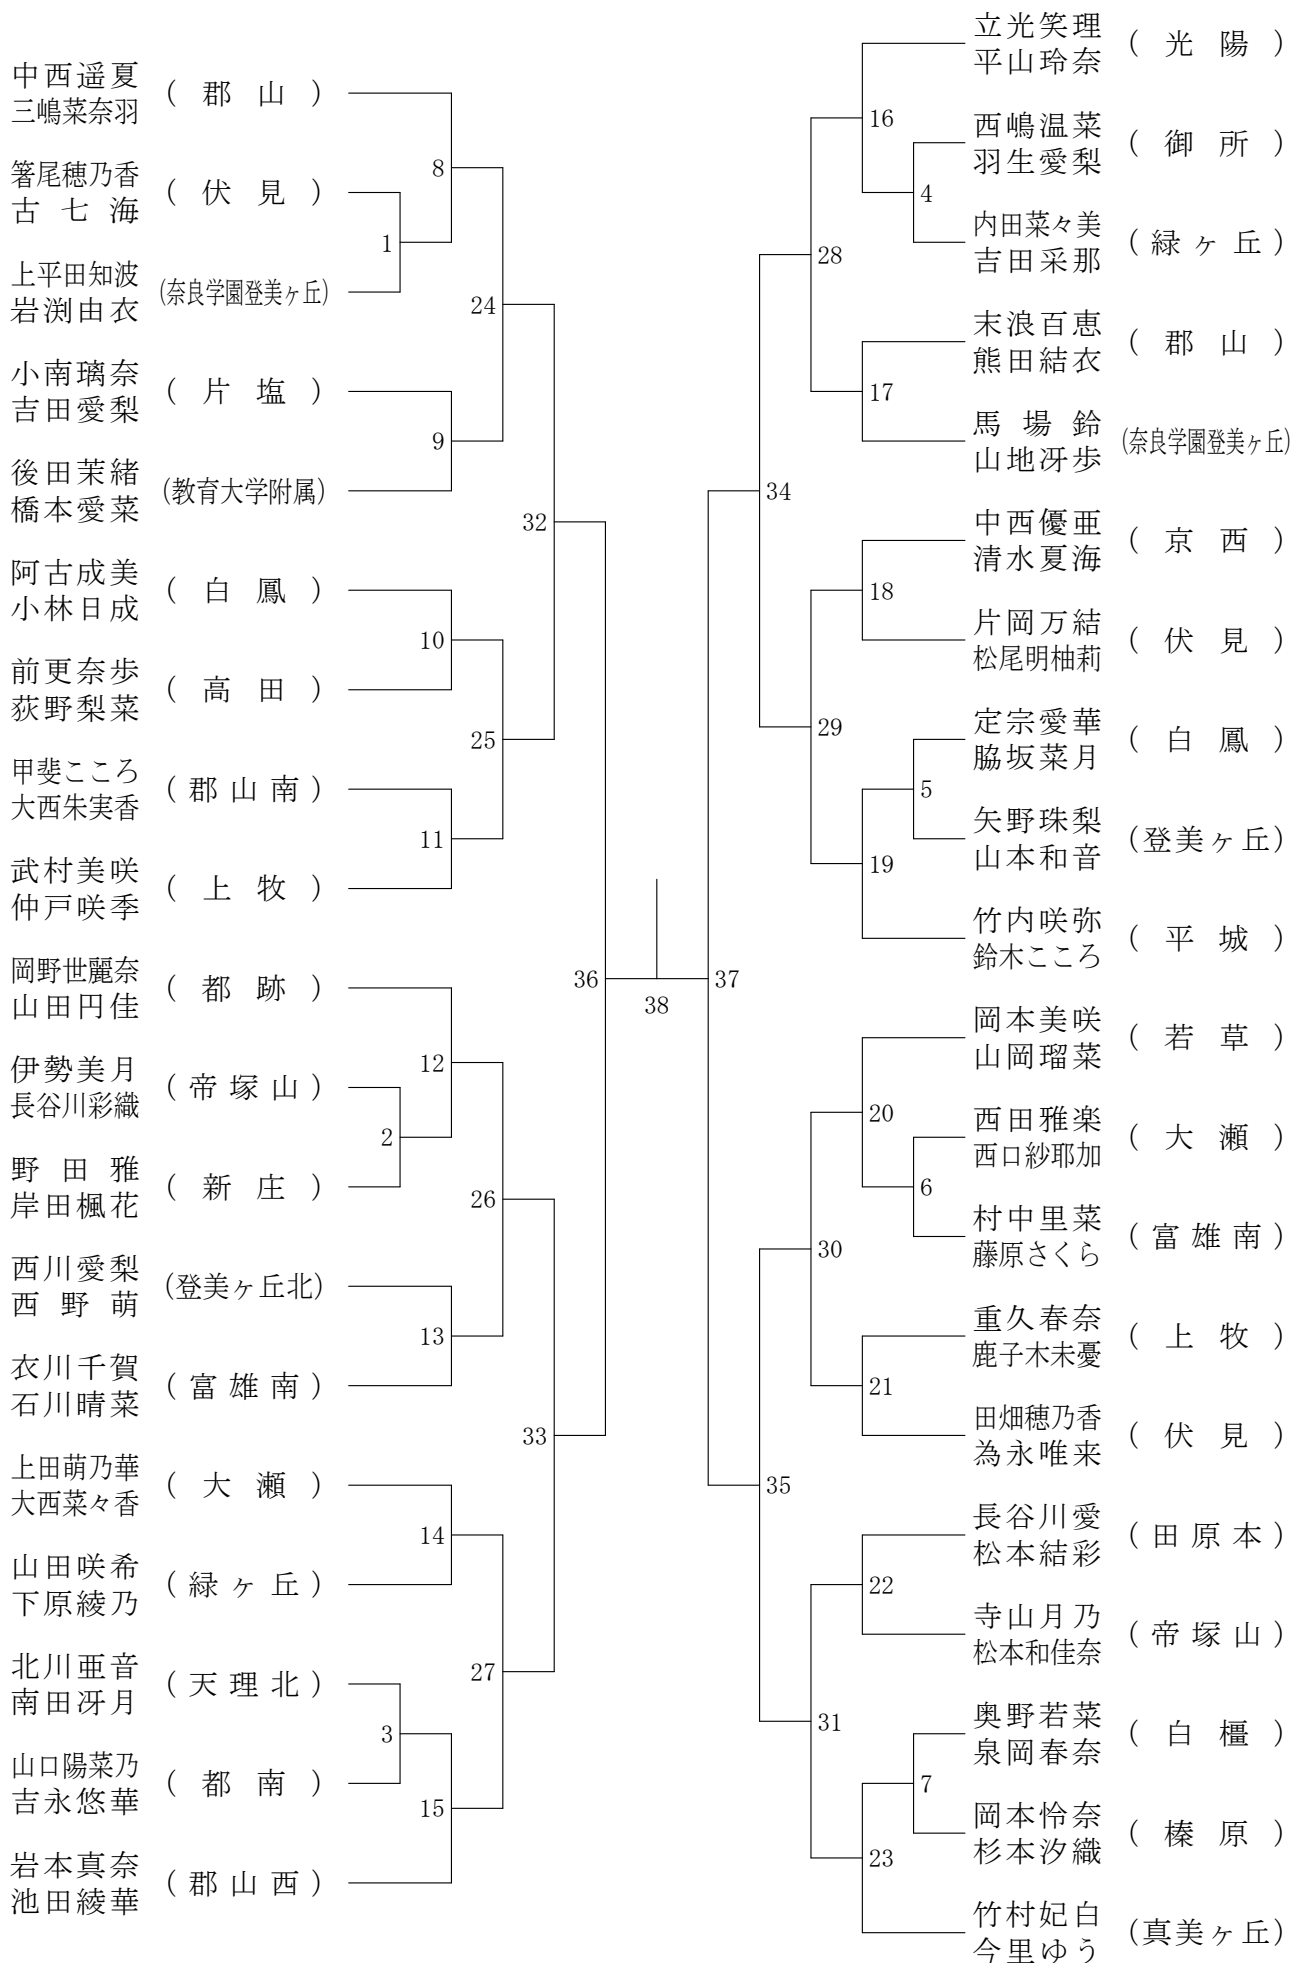 中西遥夏
三嶋菜奈羽
(郡山)
箸尾穂乃香
古七海
(伏見)
上平田知波
岩渕由衣
(奈良学園登美ヶ丘)
小南璃奈
吉田愛梨
(片塩)
後田茉緒
橋本愛菜
(教育大学附属)
阿古成美
小林日成
(白鳳)
前更奈歩
荻野梨菜
(高田)
甲斐こころ
大西朱実香
(郡山南)
武村美咲
仲戸咲季
(上牧)
岡野世麗奈
山田円佳
(都跡)
伊勢美月
長谷川彩織
(帝塚山)
野田雅
岸田楓花
(新庄)
西川愛梨
西野萌
(登美ヶ丘北)
衣川千賀
石川晴菜
(富雄南)
上田萌乃華
大西菜々香
(大瀬)
山田咲希
下原綾乃
(緑ヶ丘)
北川亜音
南田冴月
(天理北)
山口陽菜乃
吉永悠華
(都南)
岩本真奈
池田綾華
(郡山西)
1
2
3
8
9
10
11
12
13
14
15
24
25
26
27
32
33
36
38
37
34
35
28
29
30
31
16
17
18
19
20
21
22
23
4
5
6
7
立光笑理
平山玲奈
(光陽)
西嶋温菜
羽生愛梨
(御所)
内田菜々美
吉田采那
(緑ヶ丘)
末浪百恵
熊田結衣
(郡山)
馬場鈴
山地冴歩
(奈良学園登美ヶ丘)
中西優亜
清水夏海
(京西)
片岡万結
松尾明柚莉
(伏見)
定宗愛華
脇坂菜月
(白鳳)
矢野珠梨
山本和音
(登美ヶ丘)
竹内咲弥
鈴木こころ
(平城)
岡本美咲
山岡瑠菜
(若草)
西田雅楽
西口紗耶加
(大瀬)
村中里菜
藤原さくら
(富雄南)
重久春奈
鹿子木未憂
(上牧)
田畑穂乃香
為永唯来
(伏見)
長谷川愛
松本結彩
(田原本)
寺山月乃
松本和佳奈
(帝塚山)
奥野若菜
泉岡春奈
(白橿)
岡本怜奈
杉本汐織
(榛原)
竹村妃白
今里ゆう
(真美ヶ丘)